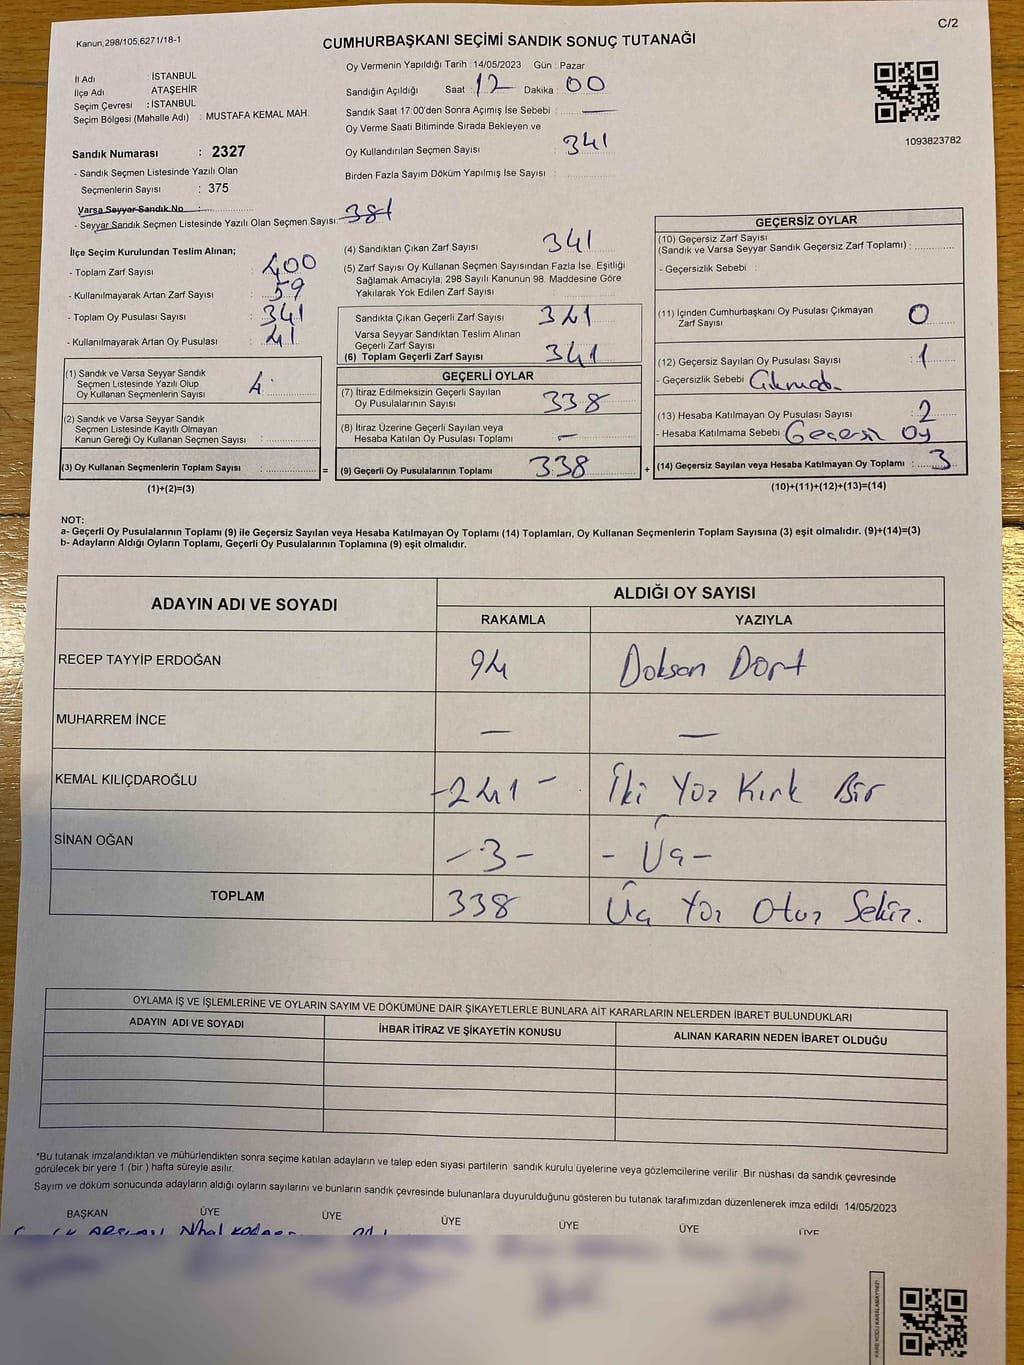 C/2
Kanun,298/105,6271/18-1
CUMHURBAŞKANI SEÇİMİ SANDIK SONUÇ TUTANAĞI
İl Adı : İSTANBUL
İlçe Adı ATAŞEHİR
Seçim Çevresi : İSTANBUL
Seçim Bölgesi (Mahalle Adı) : MUSTAFA KEMAL MAH.
Oy Vermenin Yapıldığı Tarih :14/05/2023 Gün : Pazar
Sandığın Açıldığı Saat : 12 Dakika : 00
Sandık Saat 17:00'den Sonra Açımış İse Sebebi : —
Oy Verme Saati Bitiminde Sırada Bekleyen ve
Oy Kullandırılan Seçmen Sayısı : 341
Birden Fazla Sayım Döküm Yapılmış İse Sayısı :
1093823782
Sandık Numarası : 2327
- Sandık Seçmen Listesinde Yazılı Olan
Seçmenlerin Sayısı : 375
Varsa Seyyar Sandık No :
- Seyyar Sandık Seçmen Listesinde Yazılı Olan Seçmen Sayısı: 381
İlçe Seçim Kurulundan Teslim Alınan;
- Toplam Zarf Sayısı : 400
- Kullanılmayarak Artan Zarf Sayısı : 59
- Toplam Oy Pusulası Sayısı : 341
- Kullanılmayarak Artan Oy Pusulası : 41
(1) Sandık ve Varsa Seyyar Sandık
Seçmen Listesinde Yazılı Olup
Oy Kullanan Seçmenlerin Sayısı : 4
(2) Sandık ve Varsa Seyyar Sandık
Seçmen Listesinde Kayıtlı Olmayan
Kanun Gereği Oy Kullanan Seçmen Sayısı :
(3) Oy Kullanan Seçmenlerin Toplam Sayısı : =
(1)+(2)=(3)
(4) Sandıktan Çıkan Zarf Sayısı 341
(5) Zarf Sayısı Oy Kullanan Seçmen Sayısından Fazla İse, Eşitliği
Sağlamak Amacıyla, 298 Sayılı Kanunun 98. Maddesine Göre
Yakılarak Yok Edilen Zarf Sayısı
Sandıkta Çıkan Geçerli Zarf Sayısı : 341
Varsa Seyyar Sandıktan Teslim Alınan
Geçerli Zarf Sayısı
(6) Toplam Geçerli Zarf Sayısı : 341
GEÇERLİ OYLAR
(7) İtiraz Edilmeksizin Geçerli Sayılan
Oy Pusulalarının Sayısı : 338
(8) İtiraz Üzerine Geçerli Sayılan veya
Hesaba Katılan Oy Pusulası Toplamı : —
(9) Geçerli Oy Pusulalarının Toplamı : 338 +
GEÇERSİZ OYLAR
(10) Geçersiz Zarf Sayısı
(Sandık ve Varsa Seyyar Sandık Geçersiz Zarf Toplamı) :
- Geçersizlik Sebebi :
(11) İçinden Cumhurbaşkanı Oy Pusulası Çıkmayan
Zarf Sayısı : 0
(12) Geçersiz Sayılan Oy Pusulası Sayısı : 1
- Geçersizlik Sebebi
(13) Hesaba Katılmayan Oy Pusulası Sayısı : 2
- Hesaba Katılmama Sebebi : Geçersiz Oy
(14) Geçersiz Sayılan veya Hesaba Katılmayan Oy Toplamı : 3
(10)+(11)+(12)+(13)=(14)
NOT:
a- Geçerli Oy Pusulalarının Toplamı (9) ile Geçersiz Sayılan veya Hesaba Katılmayan Oy Toplamı (14) Toplamları, Oy Kullanan Seçmenlerin Toplam Sayısına (3) eşit olmalıdır. (9)+(14)=(3)
b- Adayların Aldığı Oyların Toplamı, Geçerli Oy Pusulalarının Toplamına (9) eşit olmalıdır.
ADAYIN ADI VE SOYADI
ALDIĞI OY SAYISI
RAKAMLA YAZIYLA
RECEP TAYYİP ERDOĞAN 94 Doksan Dört
MUHARREM İNCE — —
KEMAL KILIÇDAROĞLU -241- İki Yüz Kırk Bir
SİNAN OĞAN -3- - Üç -
TOPLAM 338 Üç Yüz Otuz Sekiz.
OYLAMA İŞ VE İŞLEMLERİNE VE OYLARIN SAYIM VE DÖKÜMÜNE DAİR ŞİKAYETLERLE BUNLARA AİT KARARLARIN NELERDEN İBARET BULUNDUKLARI
ADAYIN ADI VE SOYADI İHBAR İTİRAZ VE ŞİKAYETİN KONUSU ALINAN KARARIN NEDEN İBARET OLDUĞU
*Bu tutanak imzalandıktan ve mühürlendikten sonra seçime katılan adayların ve talep eden siyasi partilerin sandık kurulu üyelerine veya gözlemcilerine verilir .Bir nüshası da sandık çevresinde
görülecek bir yere 1 (bir ) hafta süreyle asılır.
Sayım ve döküm sonucunda adayların aldığı oyların sayılarını ve bunların sandık çevresinde bulunanlara duyurulduğunu gösteren bu tutanak tarafımızdan düzenlenerek imza edildi 14/05/2023
BAŞKAN ÜYE ÜYE ÜYE ÜYE ÜYE ÜYE